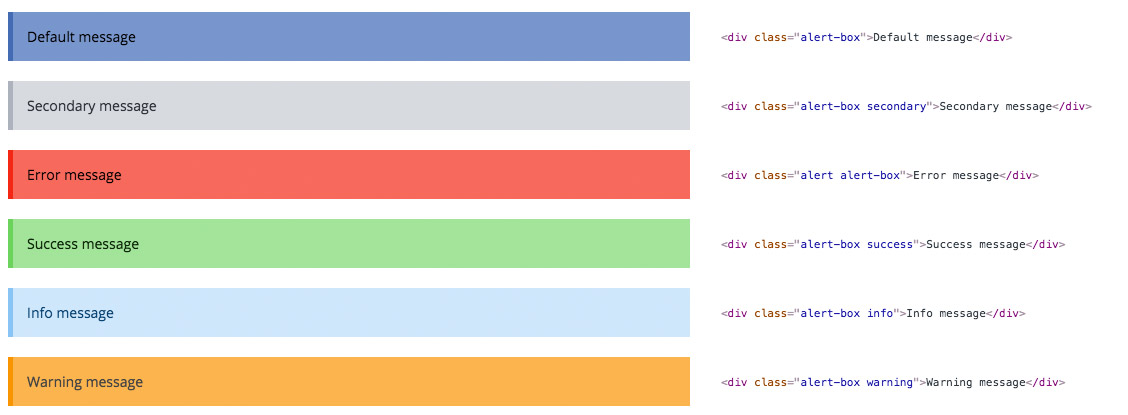 Default message <div class="alert-box">Default message</div>
Secondary message <div class="alert-box secondary">Secondary message</div>
Error message <div class="alert alert-box">Error message</div>
Success message <div class="alert-box success">Success message</div>
Info message <div class="alert-box info">Info message</div>
Warning message <div class="alert-box warning">Warning message</div>